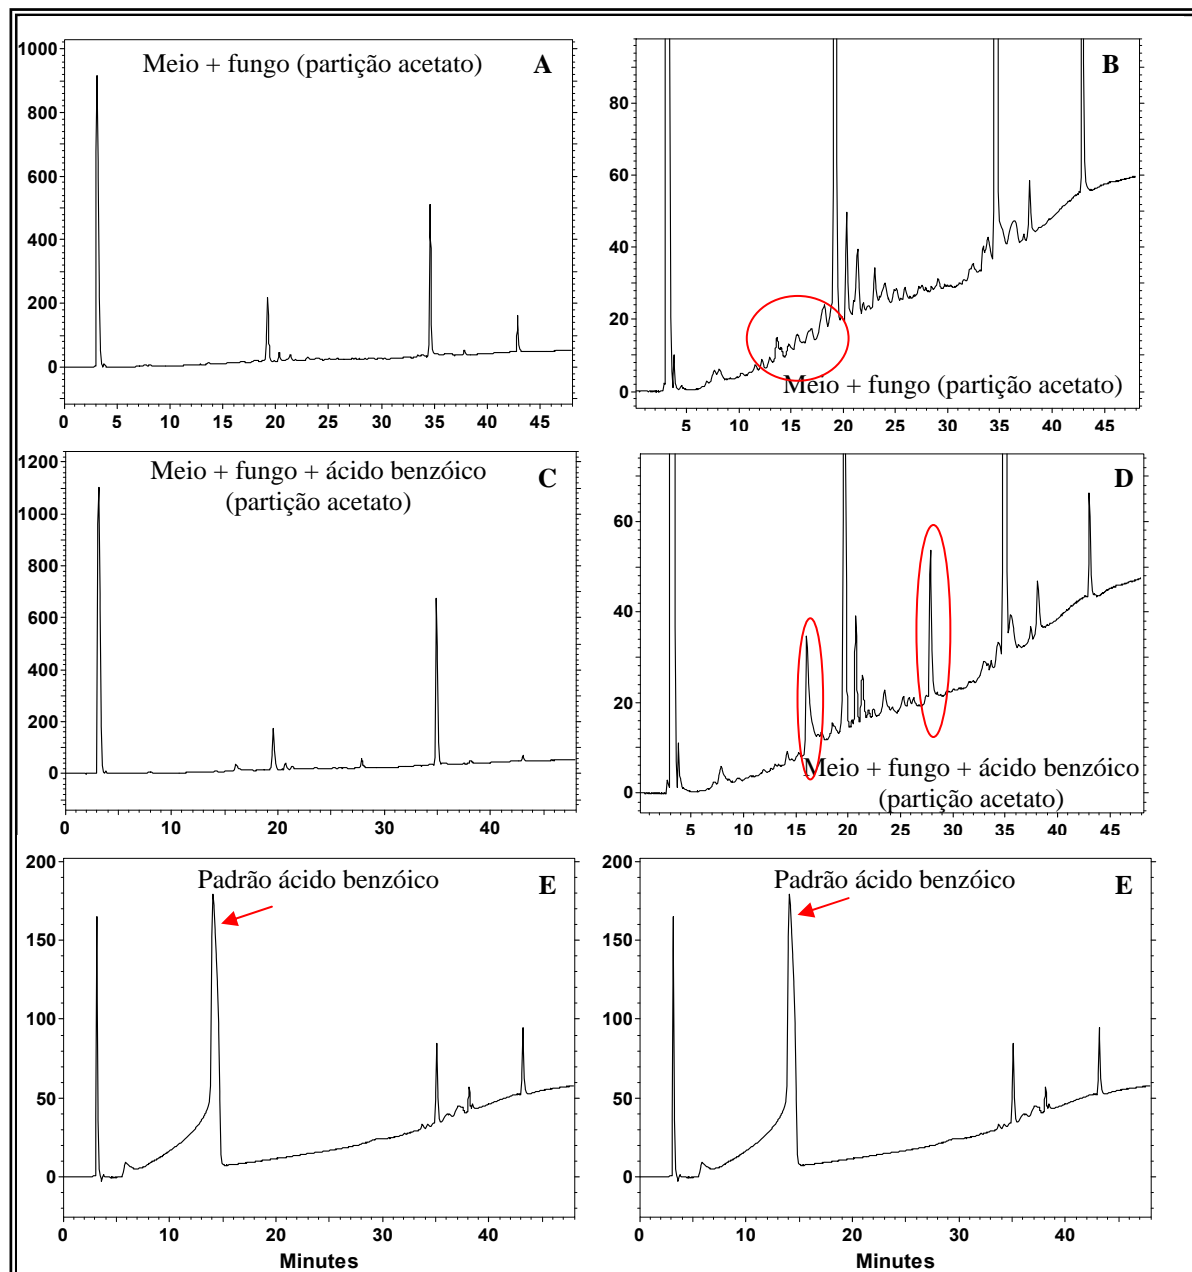 Meio + fungo (partição acetato) A
1000
800
600
400
200
0
0 5 10 15 20 25 30 35 40 45
B
80
60
40
20
0
Meio + fungo (partição acetato)
5 10 15 20 25 30 35 40 45
1200
Meio + fungo + ácido benzóico C
(partição acetato)
1000
800
600
400
200
0
0 10 20 30 40
D
60
40
20
0
Meio + fungo + ácido benzóico
(partição acetato)
5 10 15 20 25 30 35 40 45
200
Padrão ácido benzóico E
150
100
50
0
0 10 20 30 40
Minutes
200
Padrão ácido benzóico E
150
100
50
0
0 10 20 30 40
Minutes